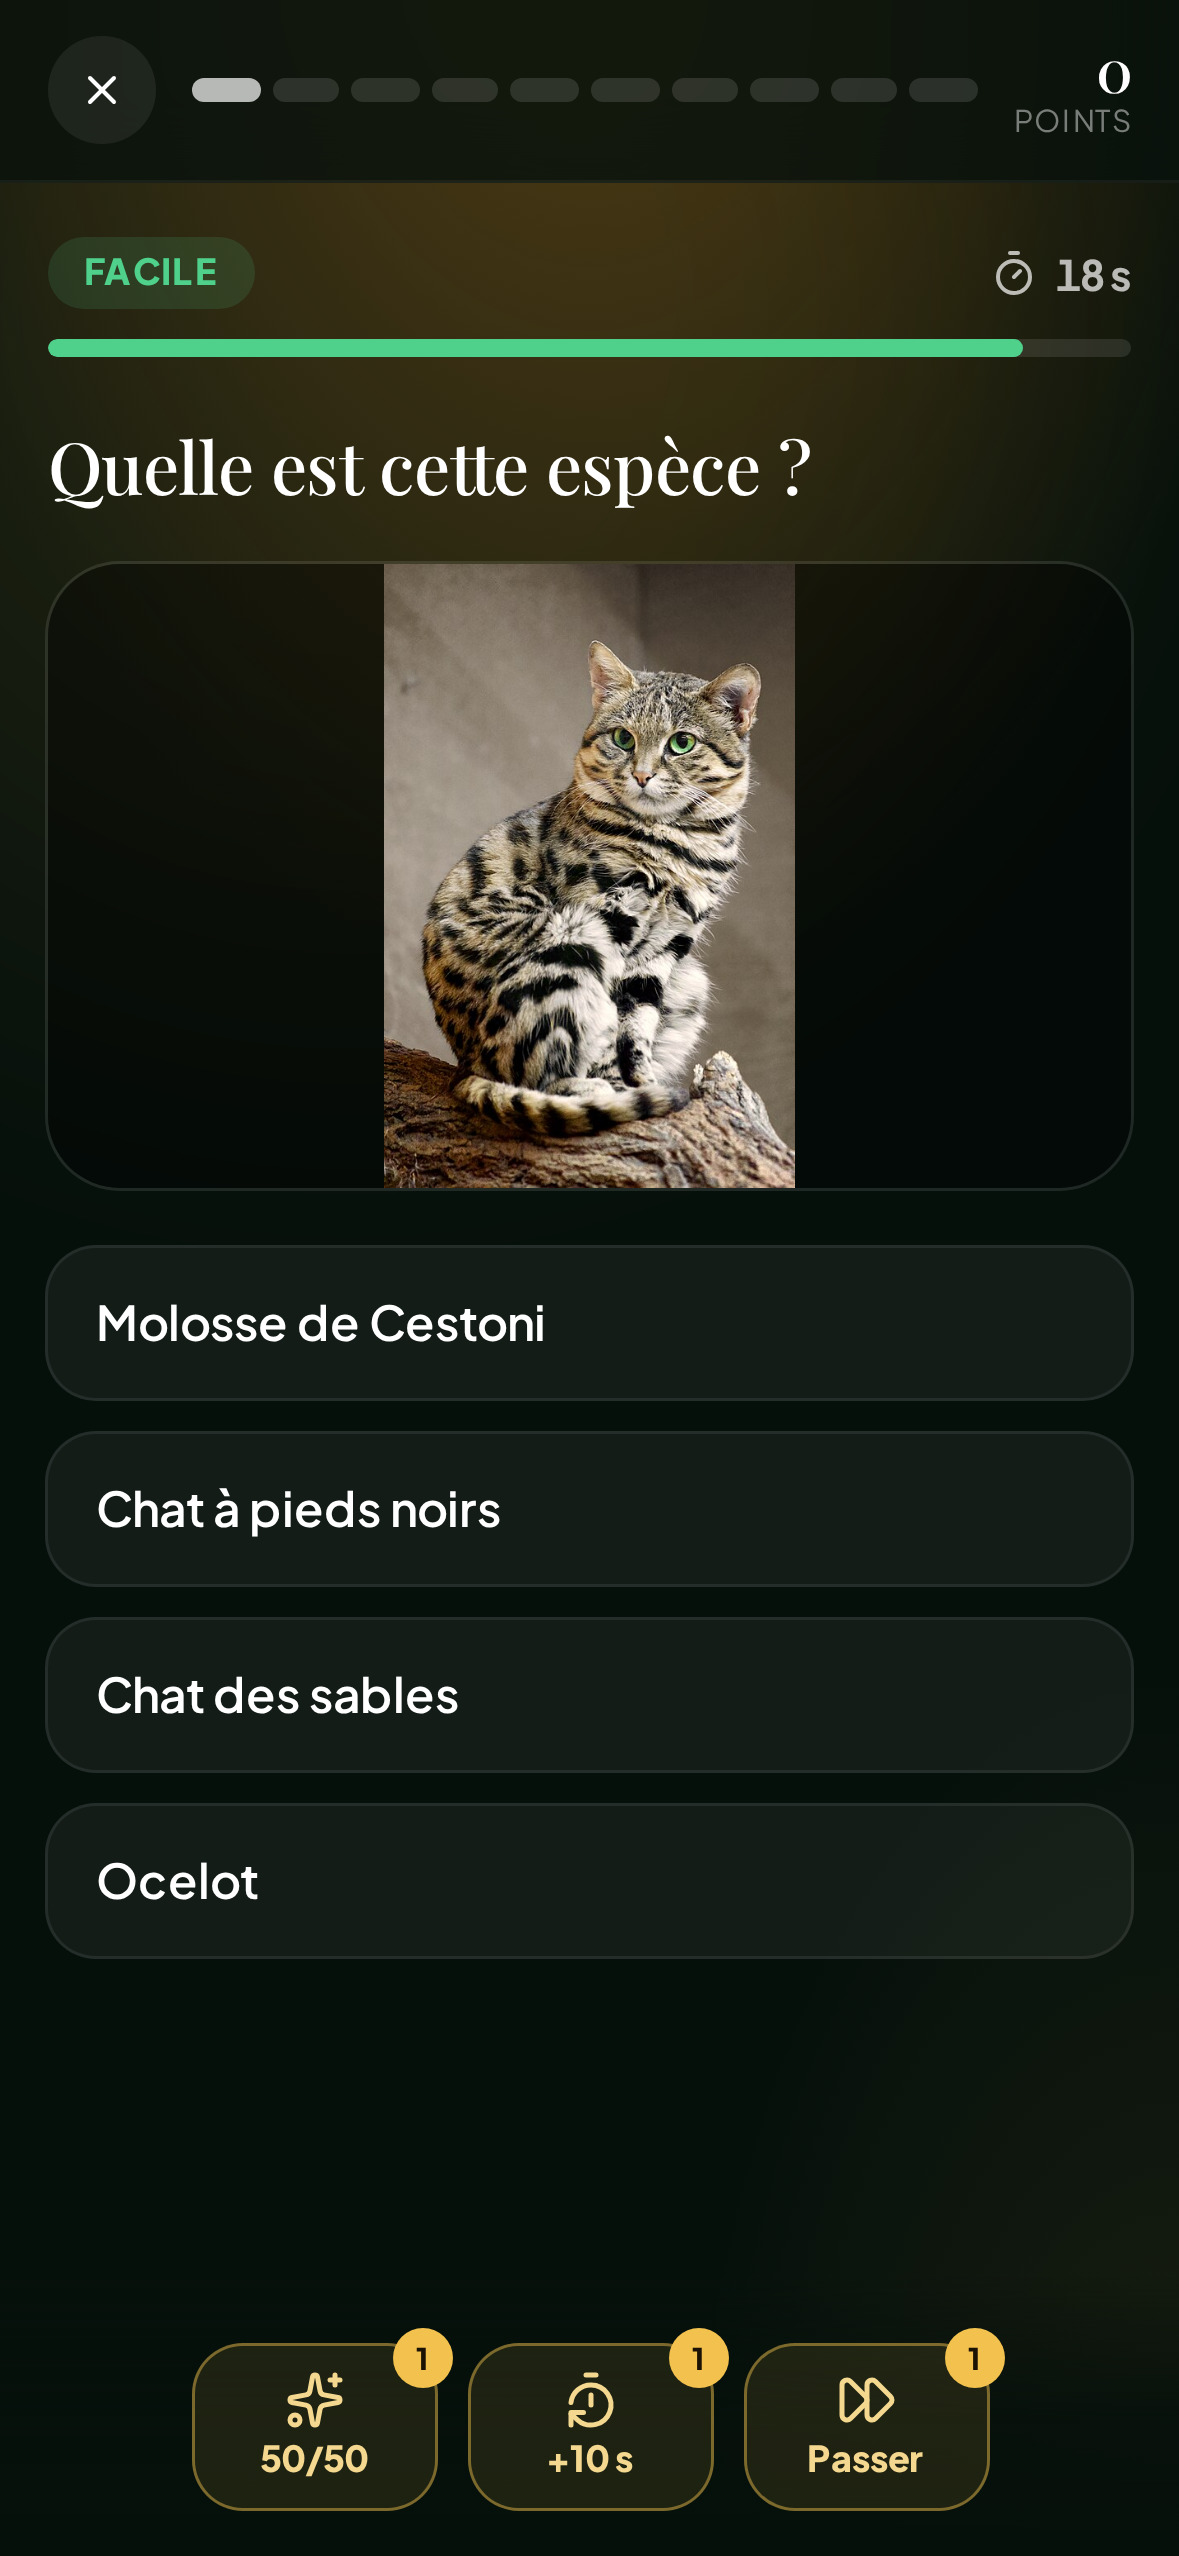 0
POINTS
FACILE
18 s
Quelle est cette espèce ?
Molosse de Cestoni
Chat à pieds noirs
Chat des sables
Ocelot
1
1
1
50/50
+10 s
Passer